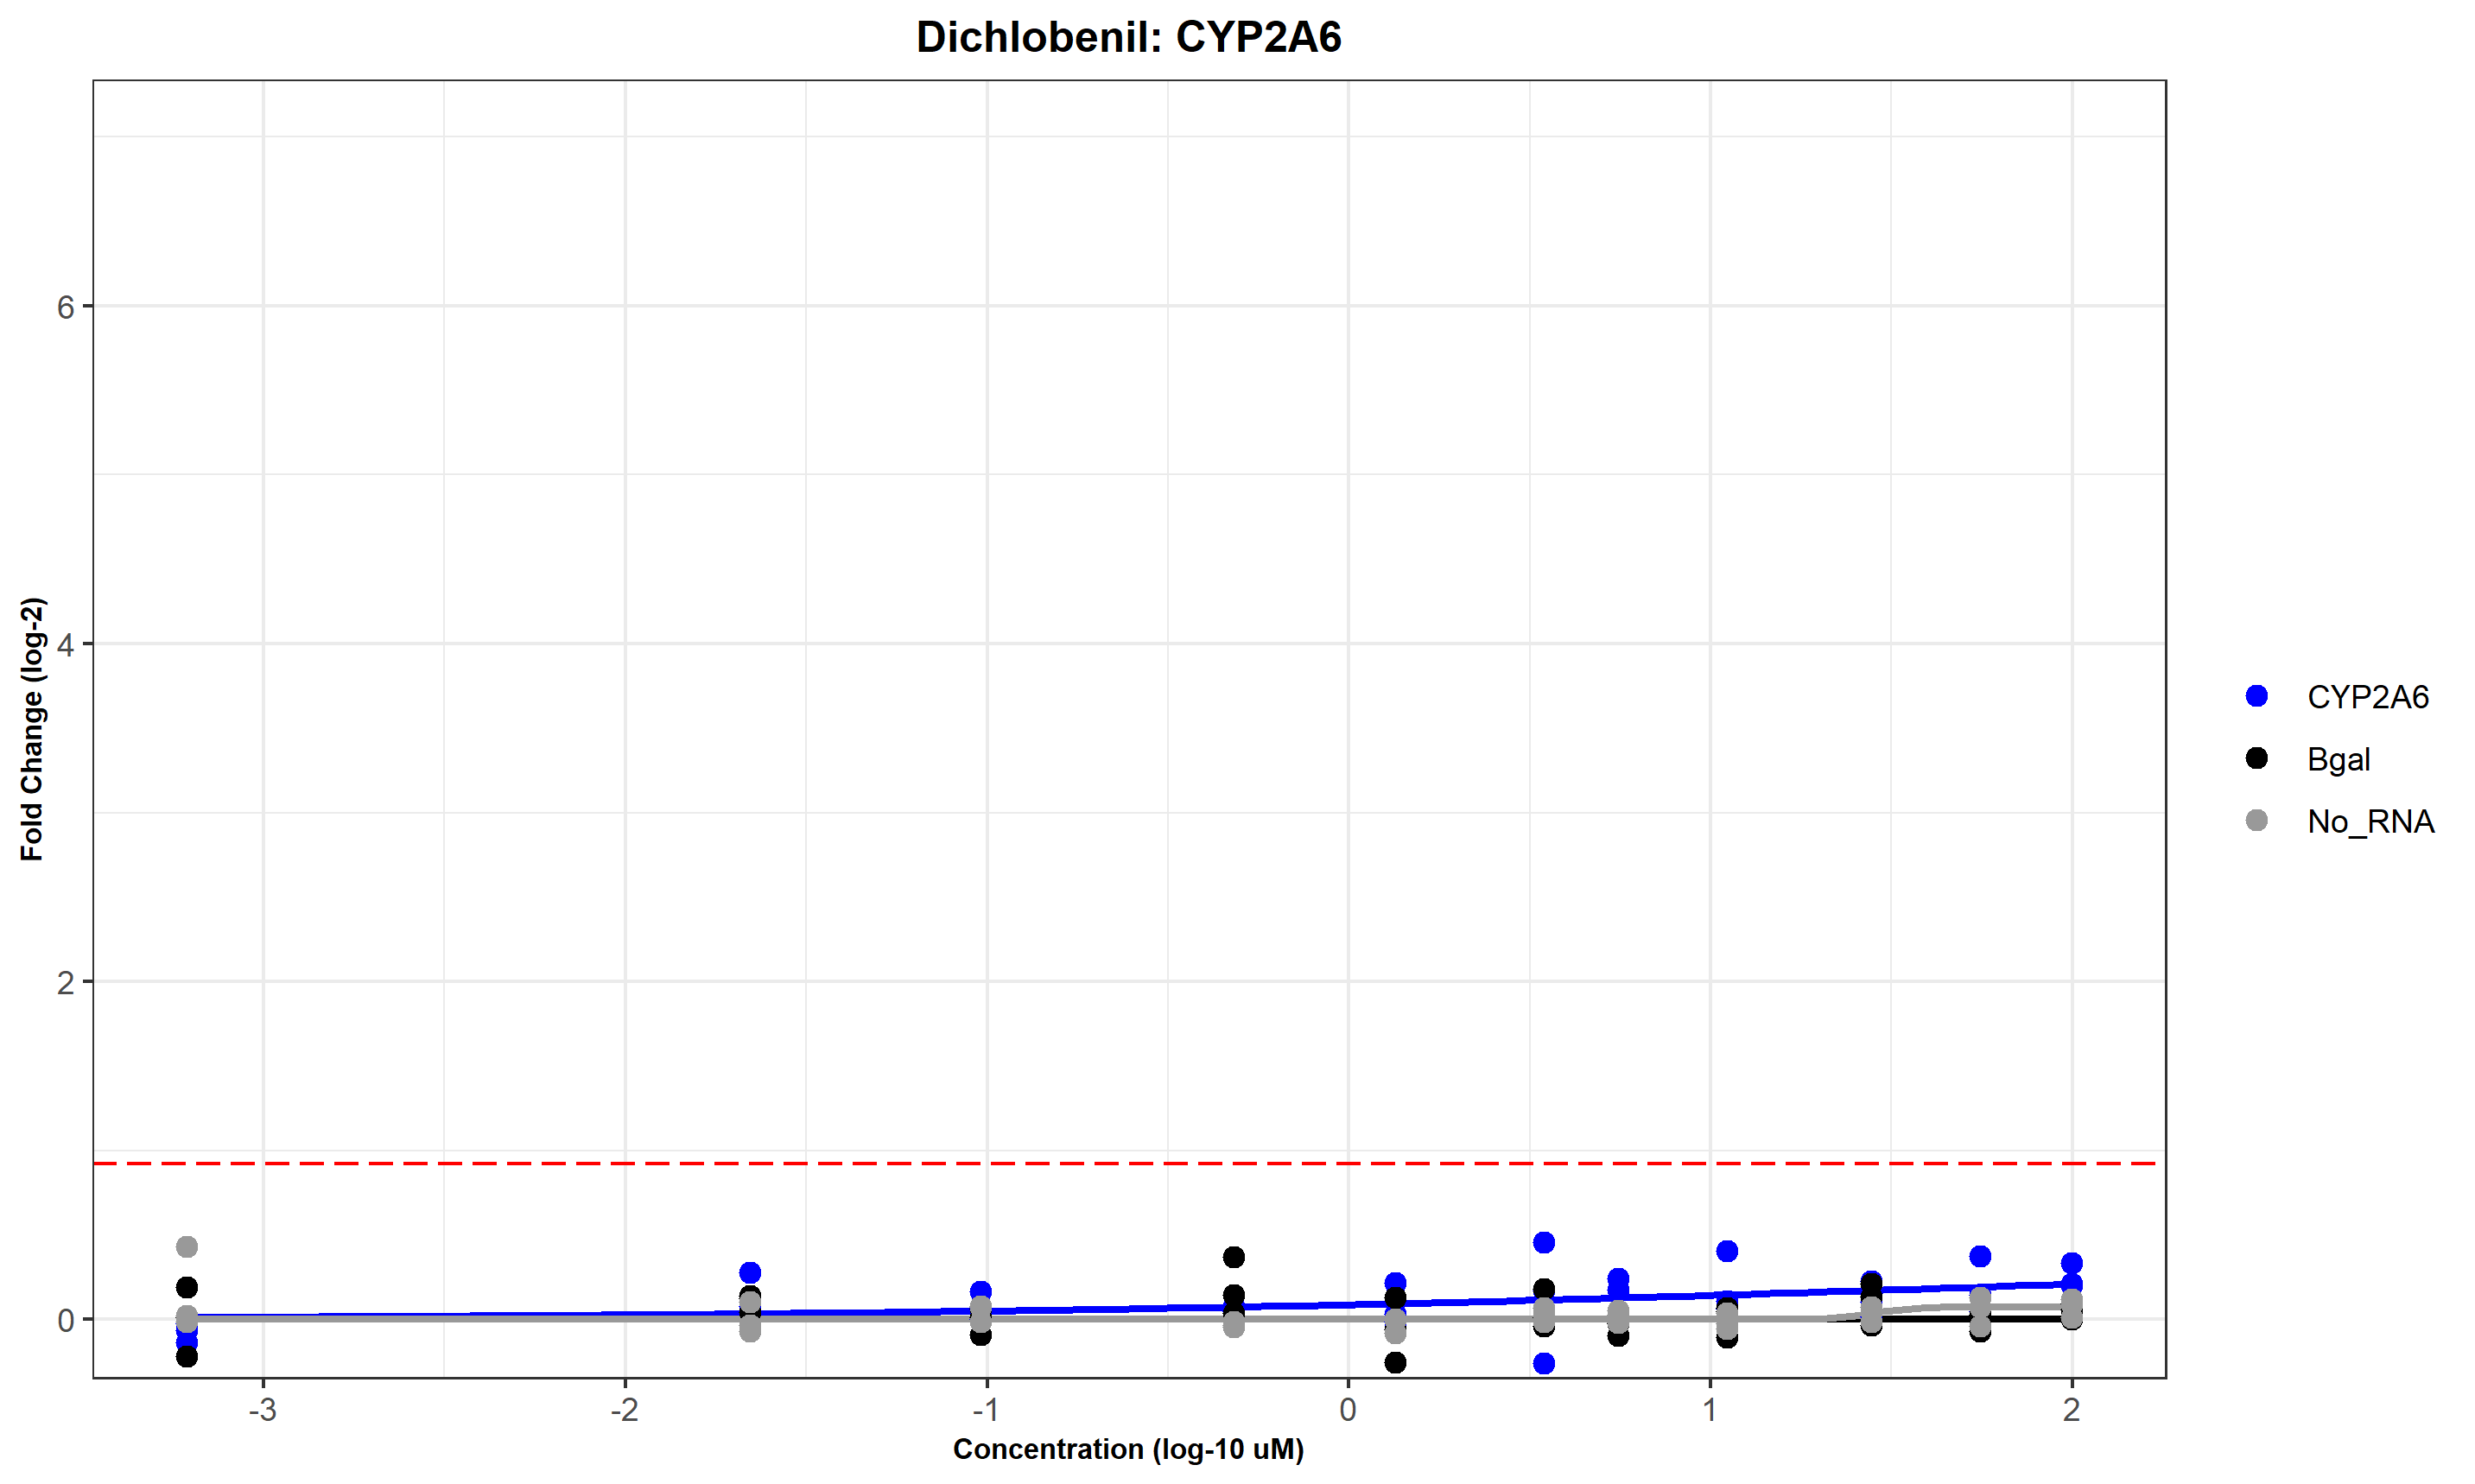 Dichlobenil: CYP2A6
Fold Change (log-2)
6
4
2
0
-3
-2
-1
0
1
2
Concentration (log-10 uM)
CYP2A6
Bgal
No_RNA